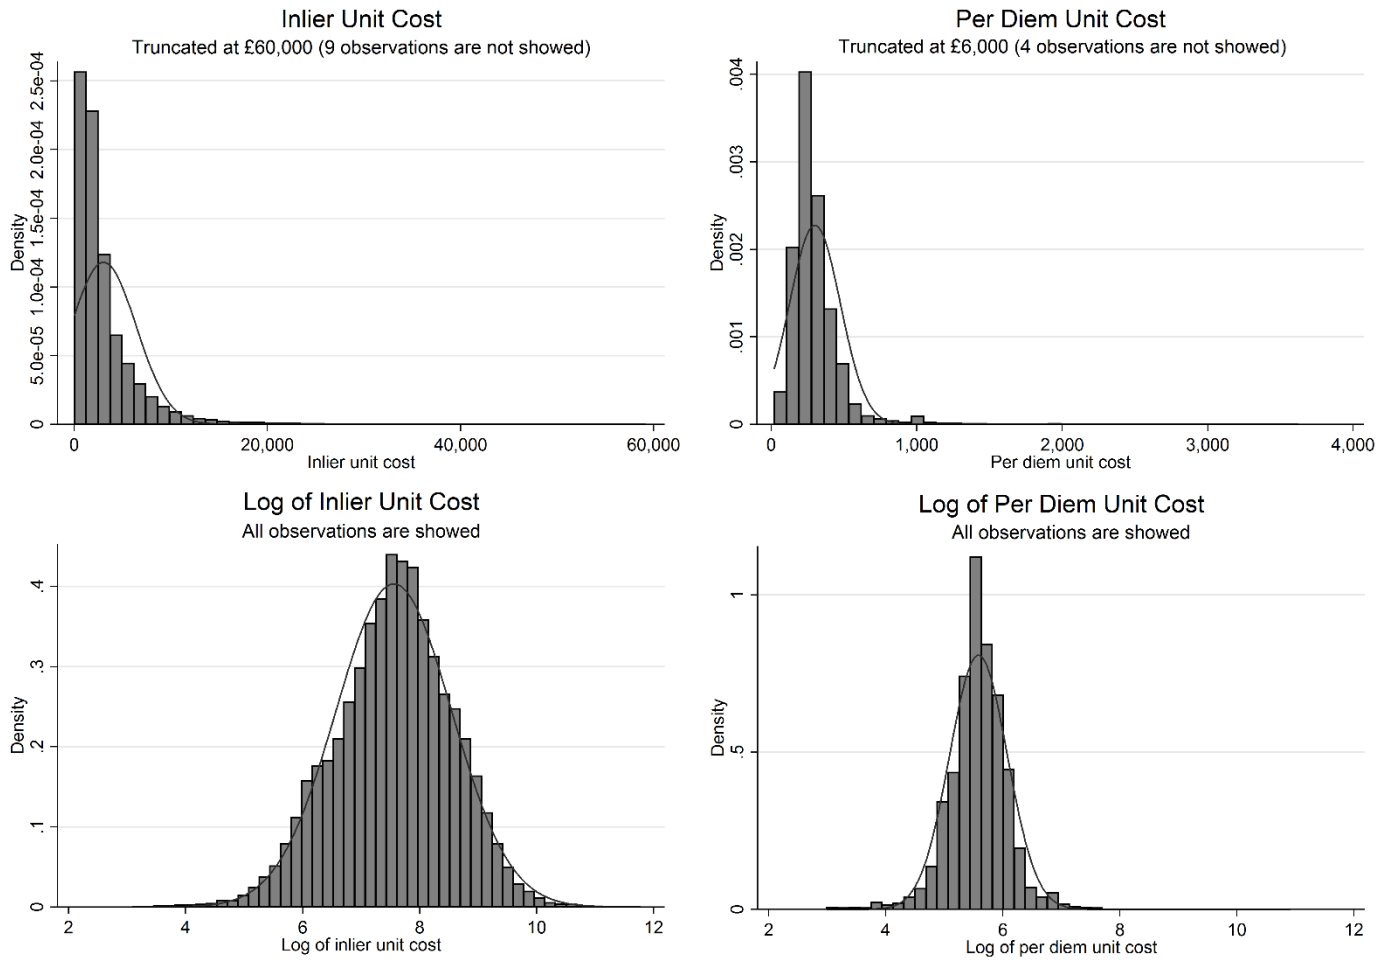 Inlier Unit Cost
Truncated at £60,000 (9 observations are not showed)
Density
0 5.0e-05 1.0e-04 1.5e-04 2.0e-04 2.5e-04
0 20,000 40,000 60,000
Inlier unit cost
Per Diem Unit Cost
Truncated at £6,000 (4 observations are not showed)
Density
0 .001 .002 .003 .004
0 1,000 2,000 3,000 4,000
Per diem unit cost
Log of Inlier Unit Cost
All observations are showed
Density
0 .1 .2 .3 .4
2 4 6 8 10 12
Log of inlier unit cost
Log of Per Diem Unit Cost
All observations are showed
Density
0 .5 1
2 4 6 8 10 12
Log of per diem unit cost